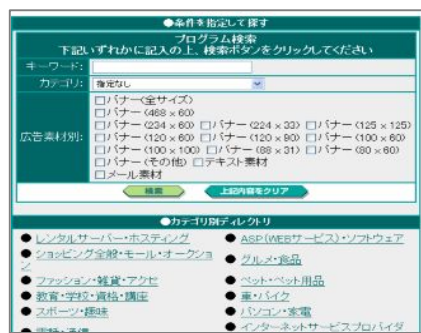 ●条件を指定して探す
プログラム検索
下記いずれかに記入の上、検索ボタンをクリックしてください
キーワード:
カテゴリ: 指定なし
広告素材別:
□バナー(全サイズ)
□バナー(468×60)
□バナー(234×60) □バナー(224×33) □バナー(125×125)
□バナー(120×60) □バナー(120×90) □バナー(100×60)
□バナー(100×100) □バナー(88×31) □バナー(80×60)
□バナー(その他) □テキスト素材
□メール素材
検索 上記内容をクリア
●カテゴリ別ディレクトリ
● レンタルサーバー・ホスティング ● ASP(WEBサービス)・ソフトウェア
● ショッピング全般・モール・オークション ● グルメ・食品
● ファッション・雑貨・アクセ ● ペット・ペット用品
● 教育・学校・資格・講座 ● 車・バイク
● スポーツ・趣味 ● パソコン・家電
● インターネットサービスプロバイダ